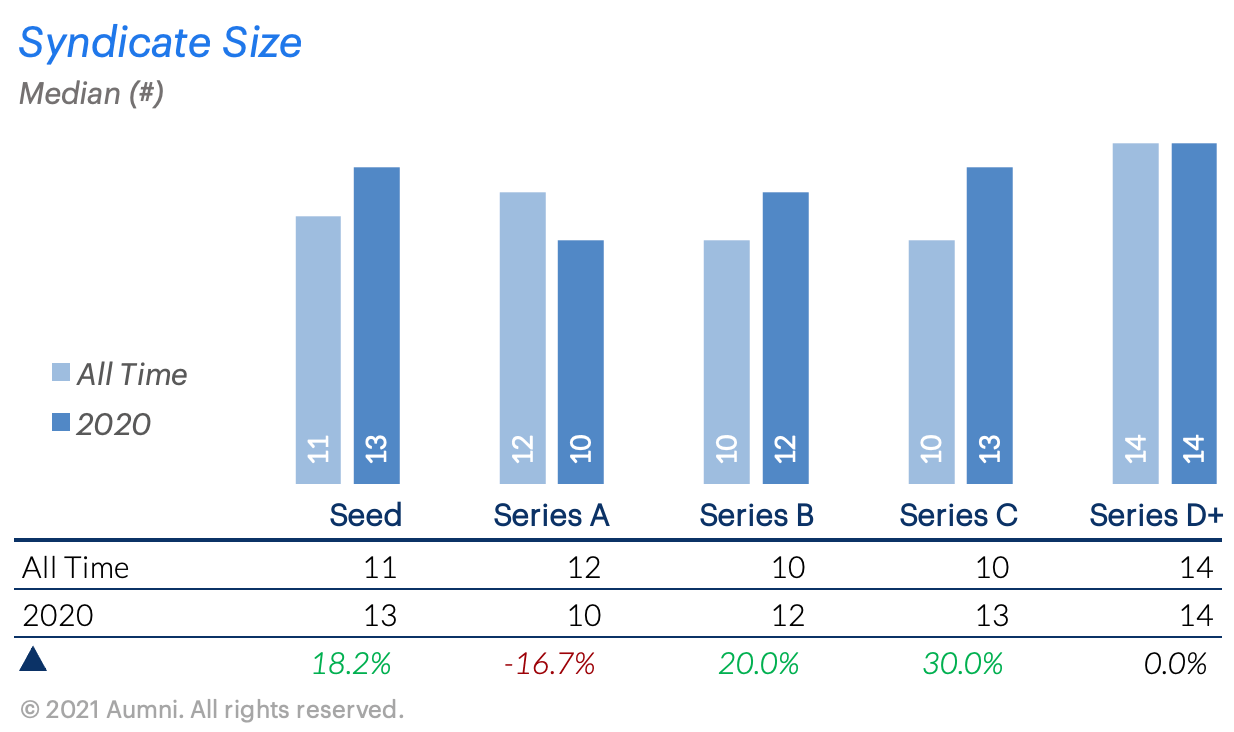 Syndicate Size
Median (#)
All Time
2020
11 13 12 10 10 12 10 13 14 14
Seed Series A Series B Series C Series D+
All Time 11 12 10 10 14
2020 13 10 12 13 14
18.2% -16.7% 20.0% 30.0% 0.0%
© 2021 Aumni. All rights reserved.